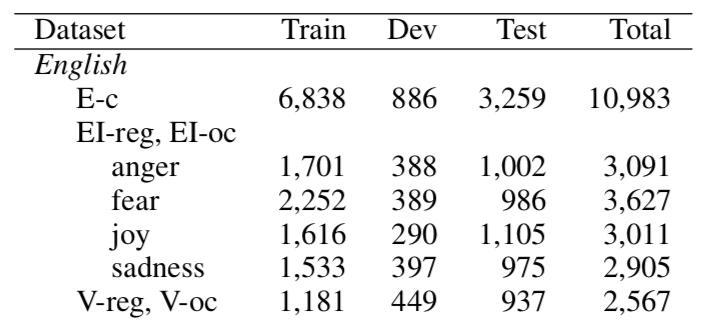 Dataset Train Dev Test Total
English
E-c 6,838 886 3,259 10,983
EI-reg, EI-oc
anger 1,701 388 1,002 3,091
fear 2,252 389 986 3,627
joy 1,616 290 1,105 3,011
sadness 1,533 397 975 2,905
V-reg, V-oc 1,181 449 937 2,567